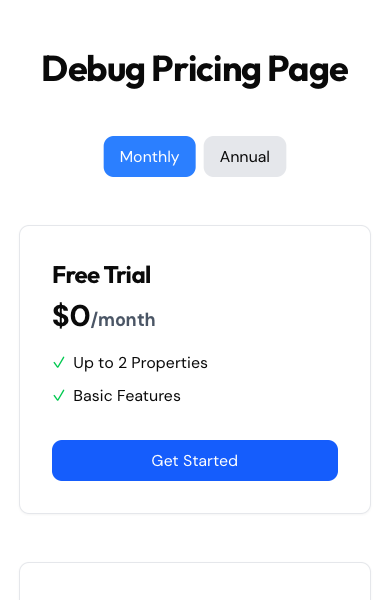 Debug Pricing Page
Monthly
Annual
Free Trial
$0/month
✓ Up to 2 Properties
✓ Basic Features
Get Started